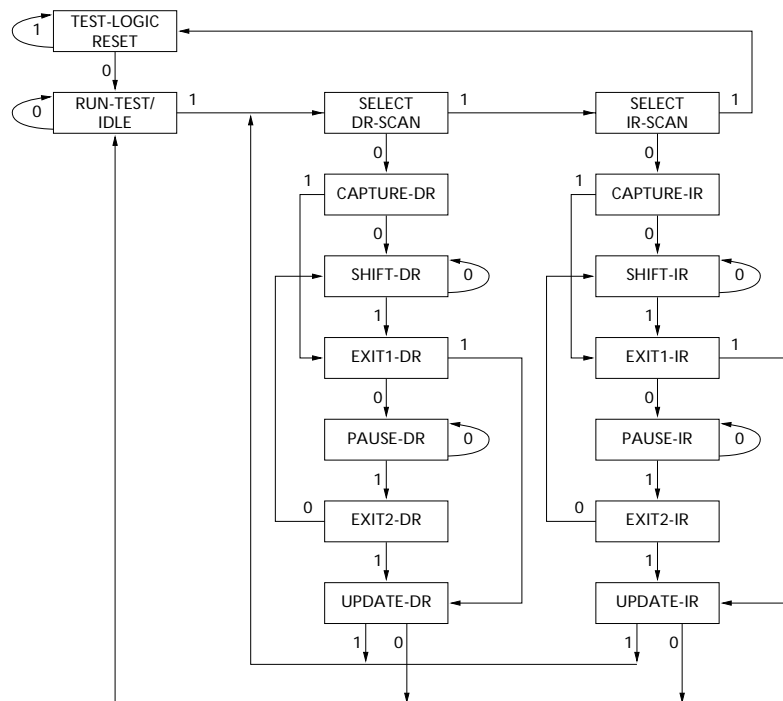 TEST-LOGIC
RESET
1
0
RUN-TEST/
IDLE
0
1
SELECT
DR-SCAN
1
SELECT
IR-SCAN
1
0
0
CAPTURE-DR
1
CAPTURE-IR
1
0
0
SHIFT-DR
0
SHIFT-IR
0
1
1
EXIT1-DR
1
EXIT1-IR
1
0
0
PAUSE-DR
0
PAUSE-IR
0
1
1
EXIT2-DR
0
EXIT2-IR
0
1
1
UPDATE-DR
UPDATE-IR
1
0
1
0